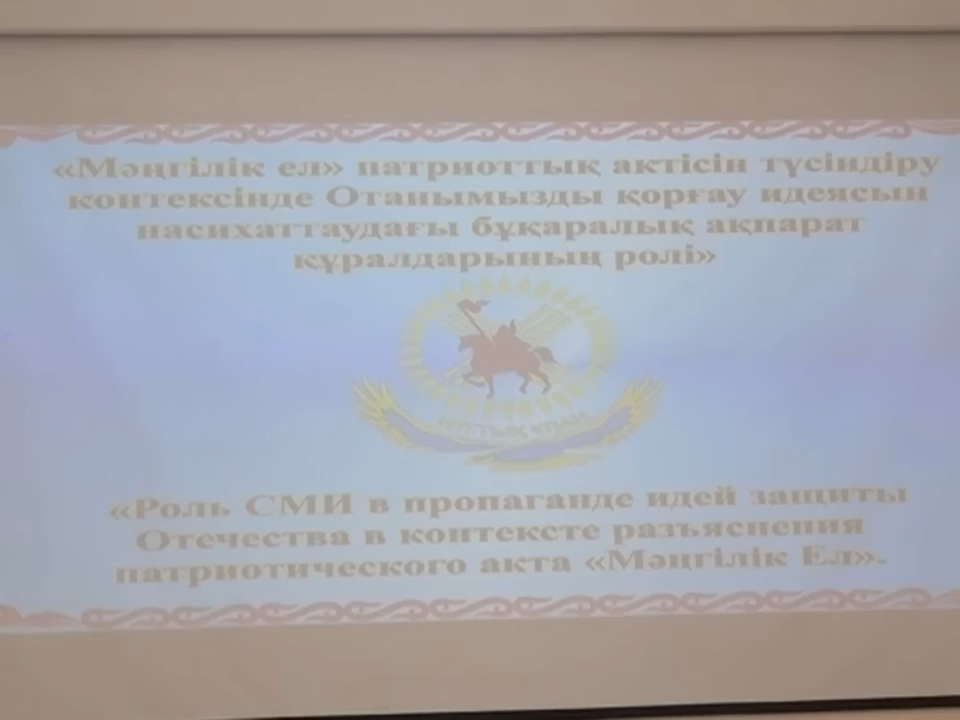 «Мәңгілік ел» патриоттық актісін түсіндіру
контексінде Отанымызды қорғау идеясын
насихаттаудағы бұқаралық ақпарат
құралдарының ролі»
«Роль СМИ в пропаганде идей защиты
Отечества в контексте разъяснения
патриотического акта «Мәңгілік Ел».